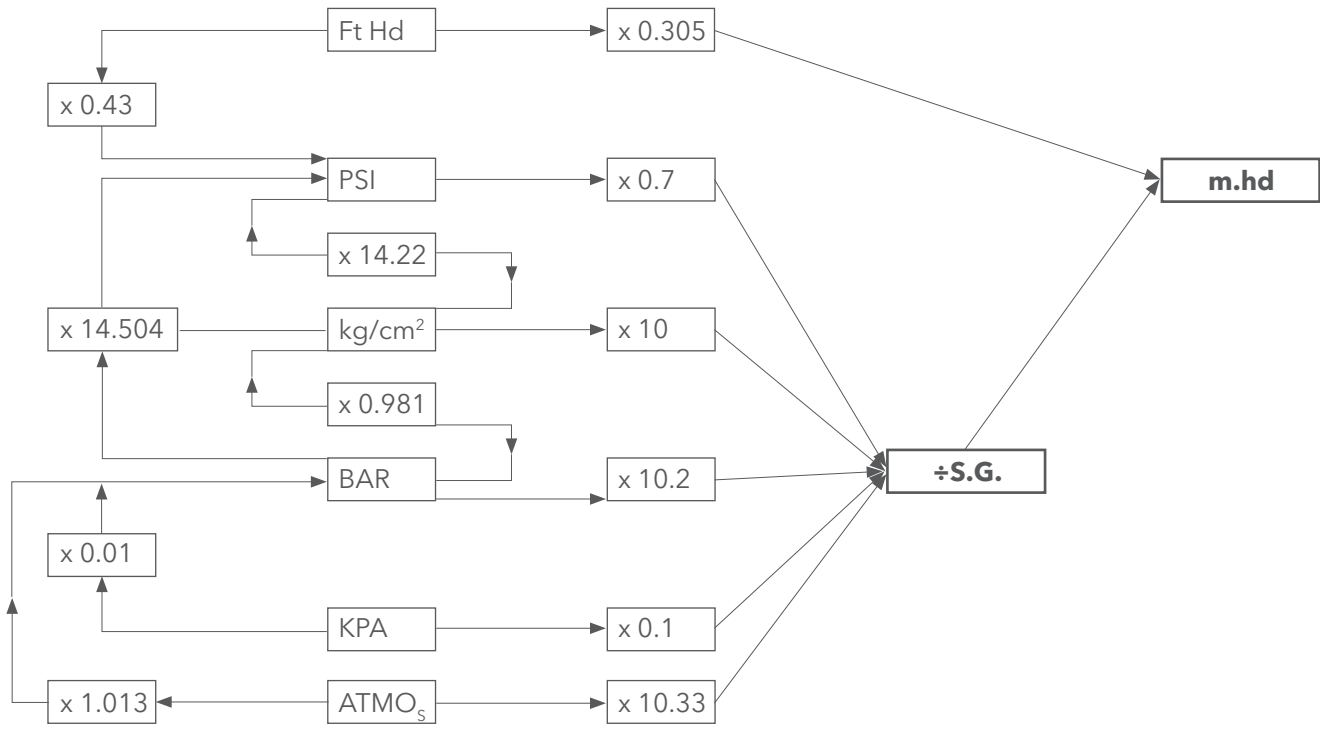 Ft Hd
x 0.305
x 0.43
PSI
x 0.7
m.hd
x 14.22
x 14.504
kg/cm²
x 10
x 0.981
BAR
x 10.2
÷S.G.
x 0.01
KPA
x 0.1
x 1.013
ATMOₛ
x 10.33